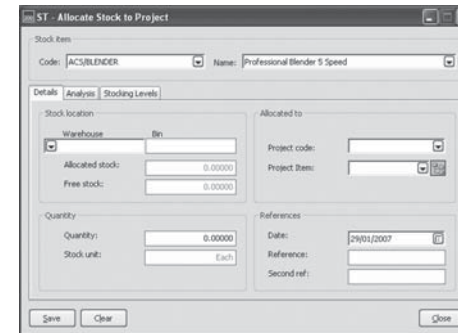 ST - Allocate Stock to Project
Stock item
Code: ACS/BLENDER Name: Professional Blender 5 Speed
Details Analysis Stocking Levels
Stock location
Warehouse Bin
Allocated stock: 0.00000
Free stock: 0.00000
Allocated to
Project code:
Project Item:
Quantity
Quantity: 0.00000
Stock unit: Each
References
Date: 29/01/2007
Reference:
Second ref:
Save Clear Close